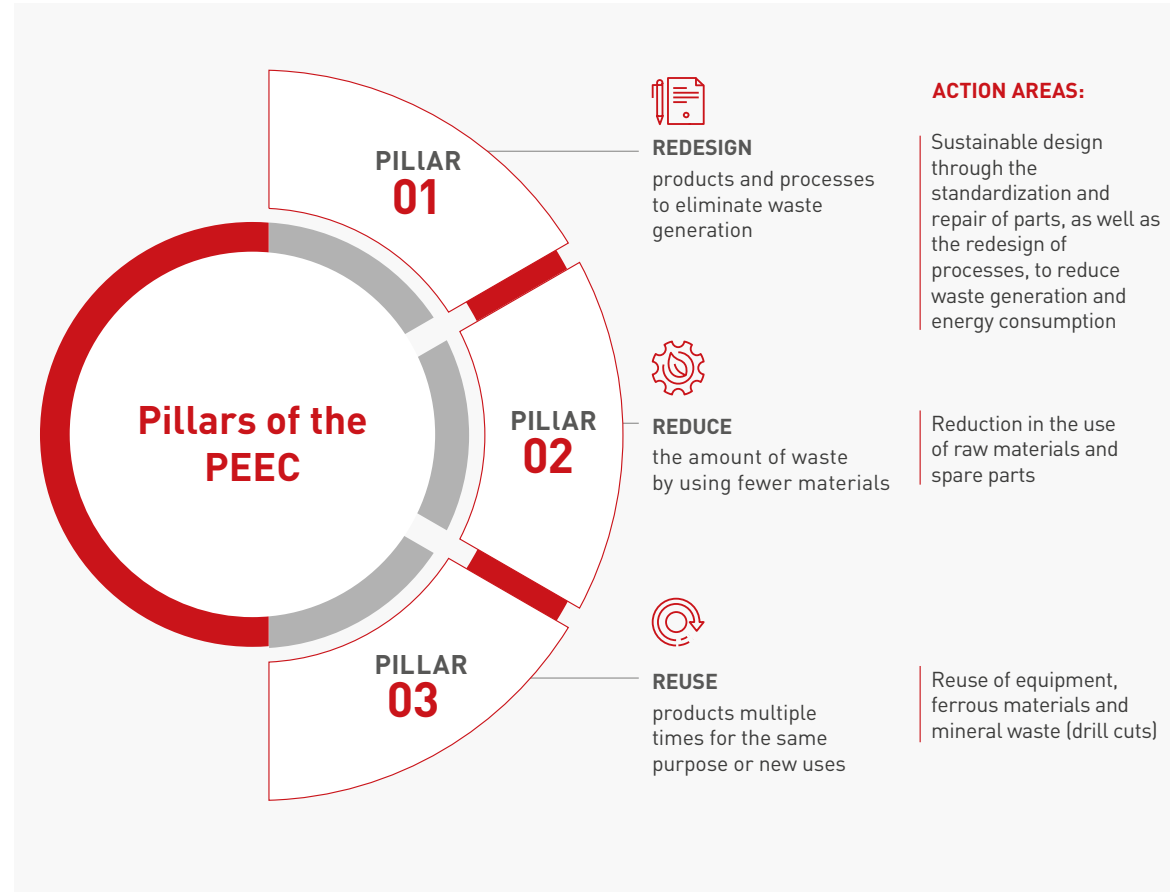 Pillars of the
PEEC
PILlAR
01
REDESIGN
products and processes
to eliminate waste
generation
ACTION AREAS:
Sustainable design
through the
standardization and
repair of parts, as well as
the redesign of
processes, to reduce
waste generation and
energy consumption
PILlAR
02
REDUCE
the amount of waste
by using fewer materials
Reduction in the use
of raw materials and
spare parts
PILLAR
03
REUSE
products multiple
times for the same
purpose or new uses
Reuse of equipment,
ferrous materials and
mineral waste (drill cuts)